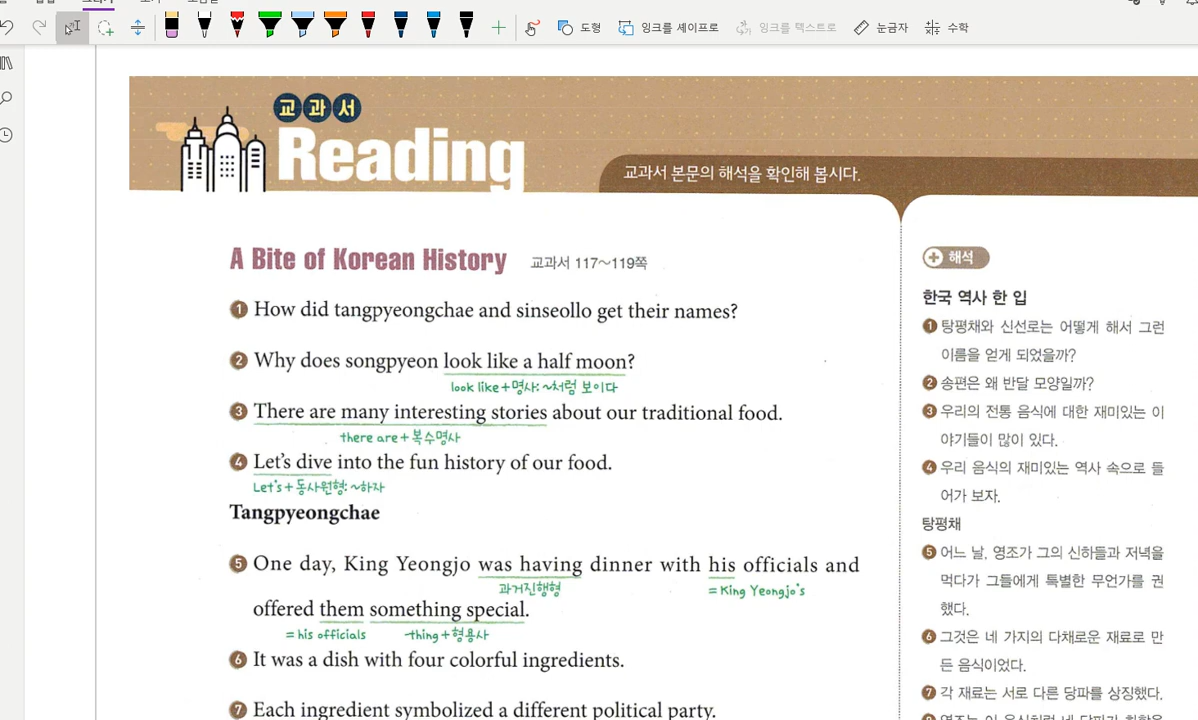 도형
잉크를 셰이프로
잉크를 텍스트로
눈금자
수학
교과서
Reading
교과서 본문의 해석을 확인해 봅시다.
A Bite of Korean History 교과서 117~119쪽
1 How did tangpyeongchae and sinseollo get their names?
2 Why does songpyeon look like a half moon?
look like+명사: ~처럼 보이다
3 There are many interesting stories about our traditional food.
there are+복수명사
4 Let's dive into the fun history of our food.
Let's+동사원형: ~하자
Tangpyeongchae
5 One day, King Yeongjo was having dinner with his officials and
과거진행형 = King Yeongjo's
offered them something special.
= his officials -thing+형용사
6 It was a dish with four colorful ingredients.
7 Each ingredient symbolized a different political party.
해석
한국 역사 한 입
1 탕평채와 신선로는 어떻게 해서 그런
이름을 얻게 되었을까?
2 송편은 왜 반달 모양일까?
3 우리의 전통 음식에 대한 재미있는 이
야기들이 많이 있다.
4 우리 음식의 재미있는 역사 속으로 들
어가 보자.
탕평채
5 어느 날, 영조가 그의 신하들과 저녁을
먹다가 그들에게 특별한 무언가를 권
했다.
6 그것은 네 가지의 다채로운 재료로 만
든 음식이었다.
7 각 재료는 서로 다른 당파를 상징했다.